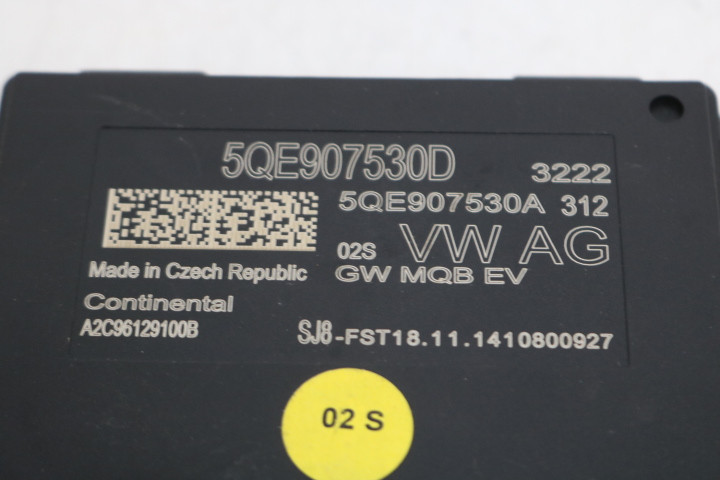 5QE907530D 3222
5QE907530A 312
02S VW AG
Made in Czech Republic GW MQB EV
Continental
A2C96129100B SJ8-FST18.11.1410800927
02 S